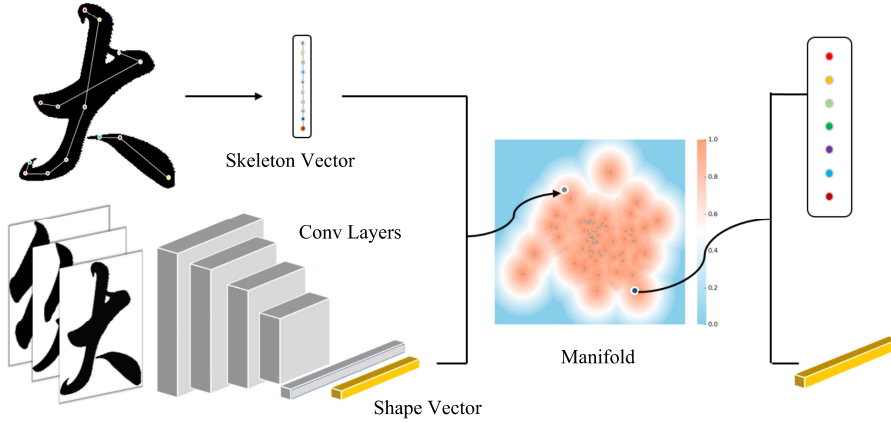 大
Skeleton Vector
Conv Layers
大
Shape Vector
Manifold
1.0
0.8
0.6
0.4
0.2
0.0